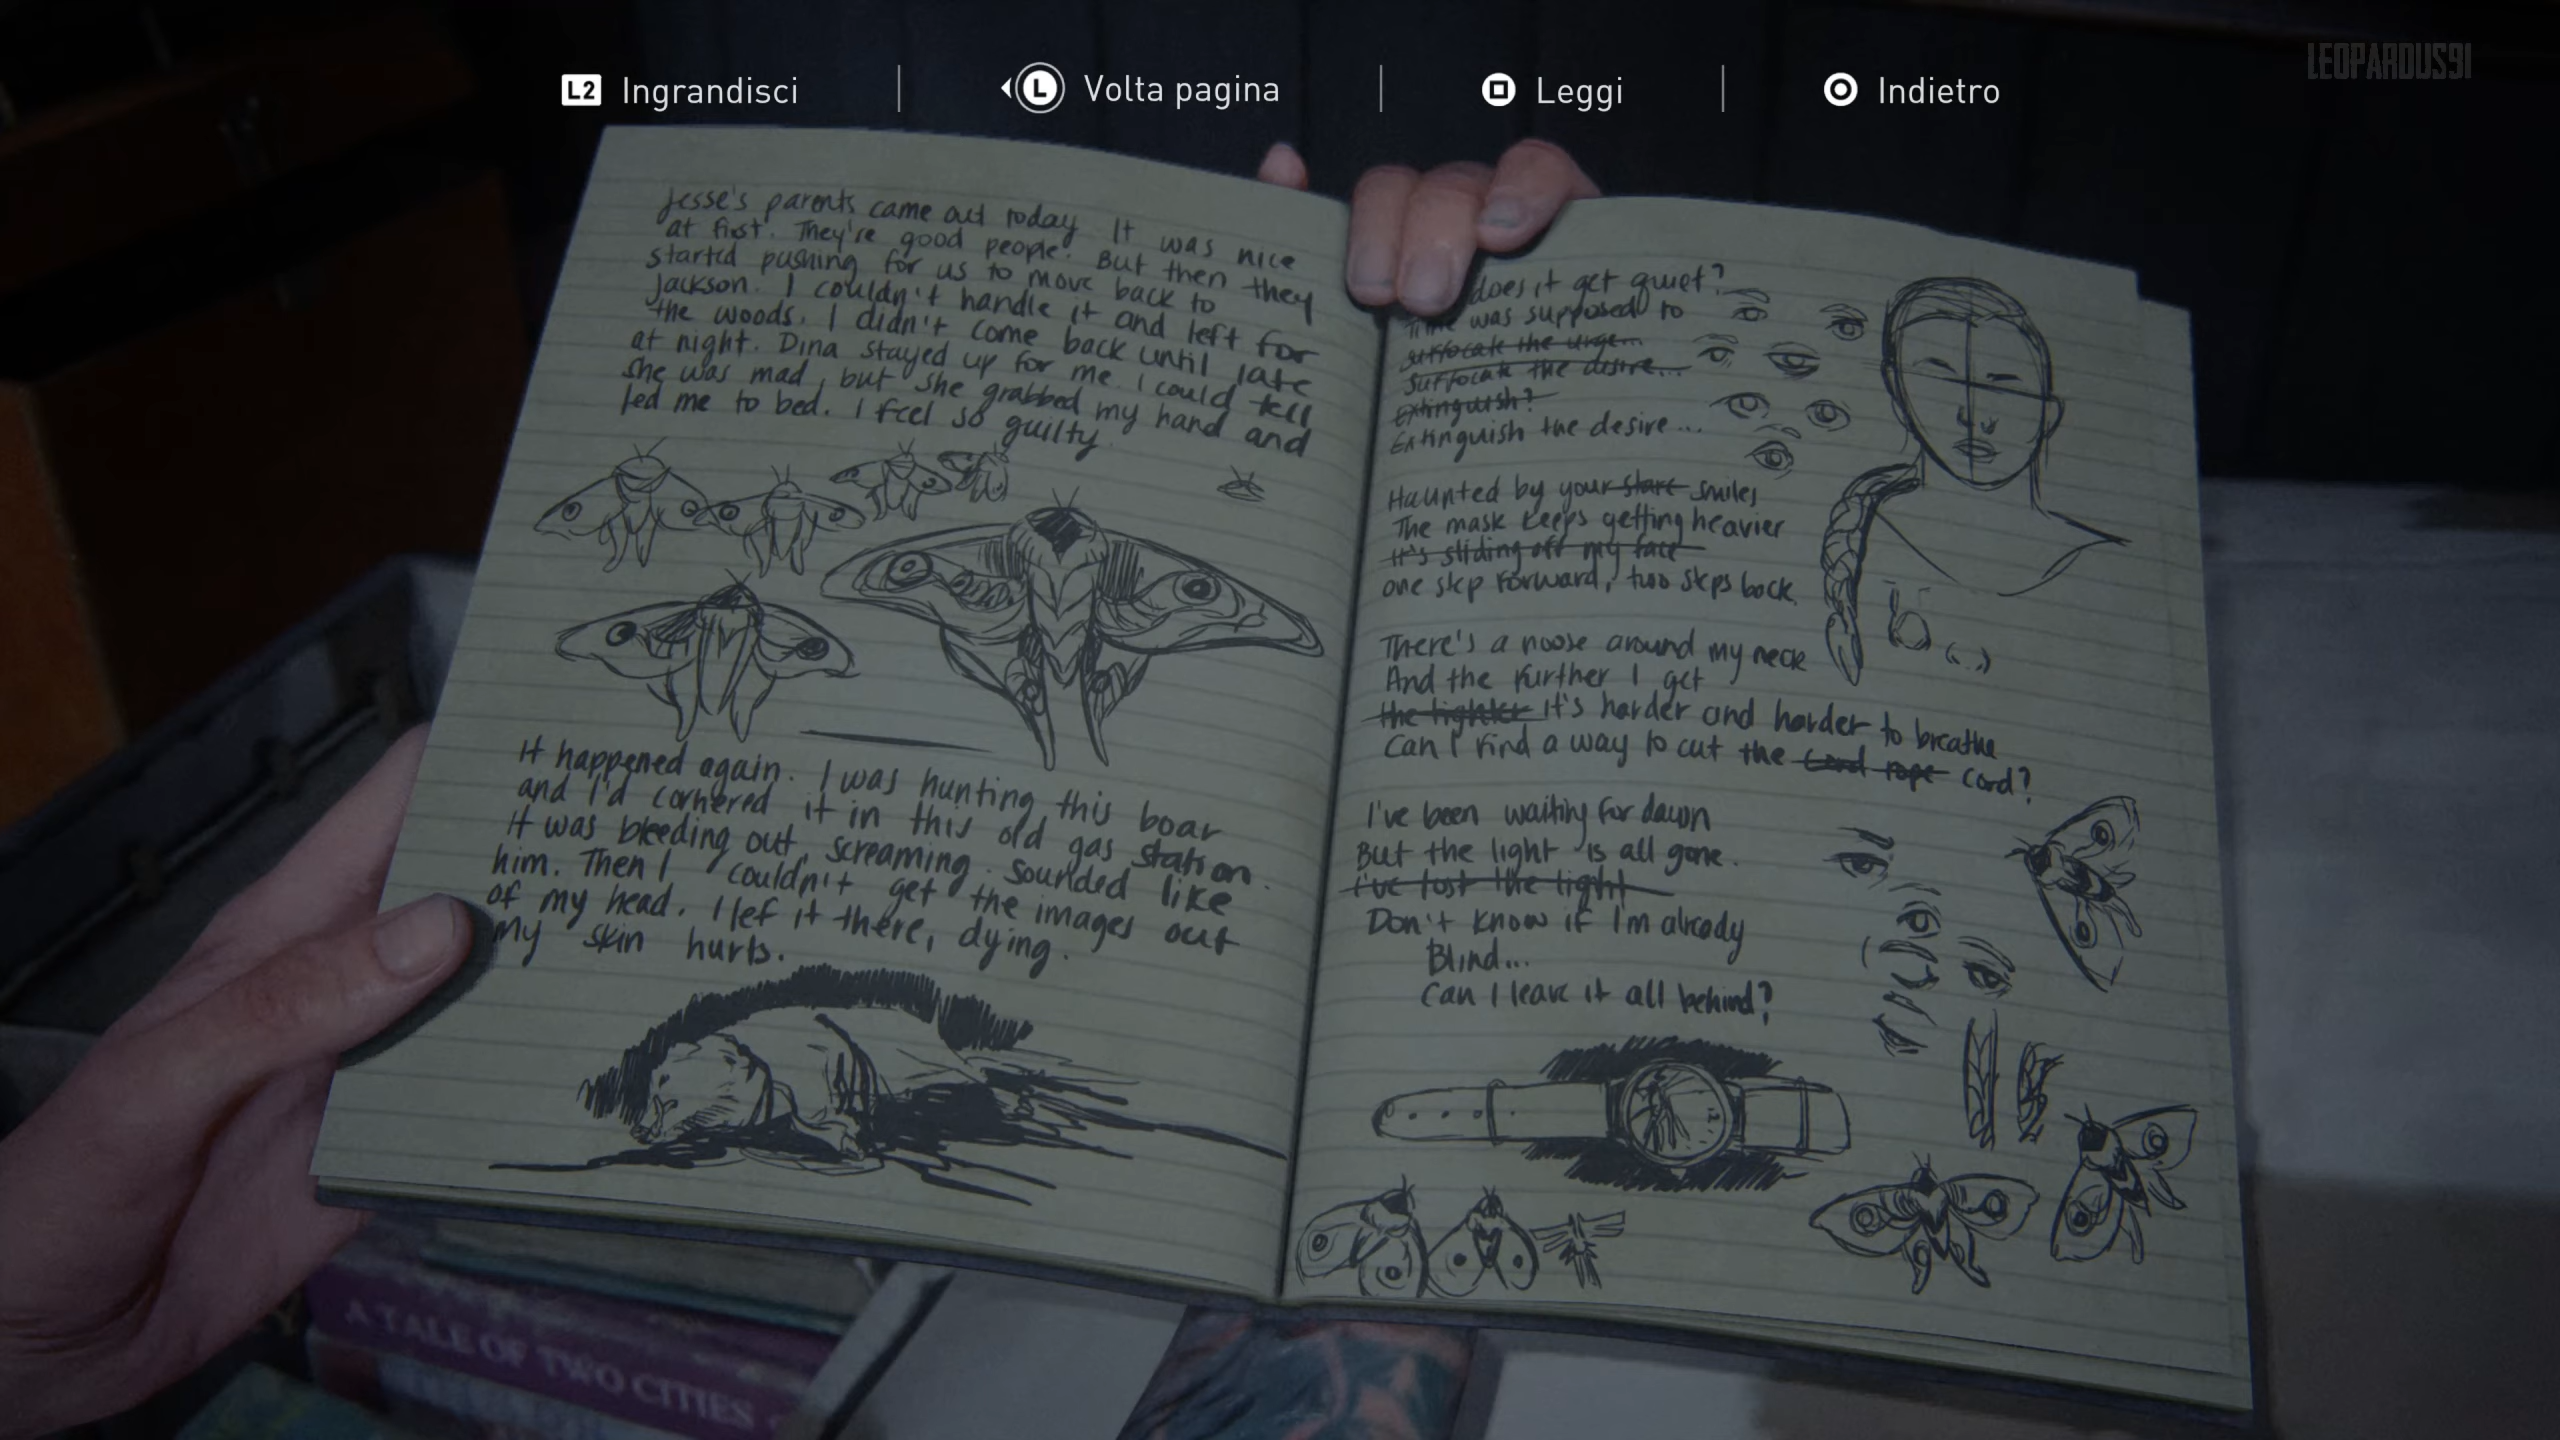 LEOPARDUS91
L2 Ingrandisci
L Volta pagina
Leggi
Indietro
Jesse's parents came out today. It was nice
at first. They're good people. But then they
started pushing for us to move back to
Jackson. I couldn't handle it and left for
the woods. I didn't come back until late
at night. Dina stayed up for me. I could tell
she was mad, but she grabbed my hand and
led me to bed. I feel so guilty.
It happened again. I was hunting this boar
and I'd cornered it in this old gas station.
It was bleeding out, screaming. Sounded like
him. Then I couldn't get the images out
of my head. I lef it there, dying.
My skin hurts.
does it get quiet?
Time was supposed to
suffocate the urge...
suffocate the desire...
Extinguish?
Extinguish the desire...
Haunted by your stare smiles
The mask keeps getting heavier
It's sliding off my face
one step forward, two steps back.
There's a noose around my neck
And the further I get
the tighter it's harder and harder to breathe
Can I find a way to cut the cord rope cord?
I've been waiting for dawn
But the light is all gone.
I've lost the light
Don't know if I'm already
Blind...
Can I leave it all behind?
12
A TALE OF TWO CITIES